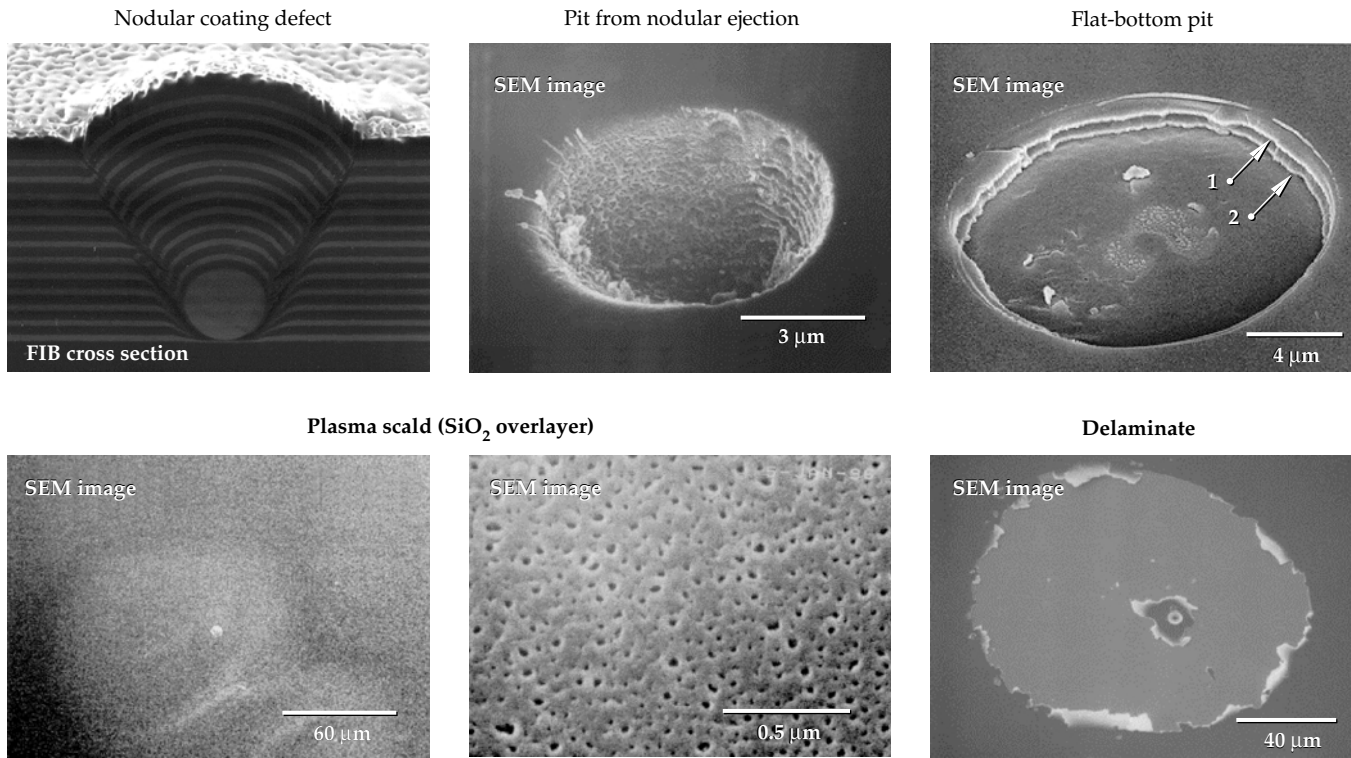 Nodular coating defect
Pit from nodular ejection
Flat-bottom pit
FIB cross section
SEM image
3 μm
SEM image
1
2
4 μm
Plasma scald (SiO2 overlayer)
Delaminate
SEM image
60 μm
SEM image
0.5 μm
SEM image
40 μm